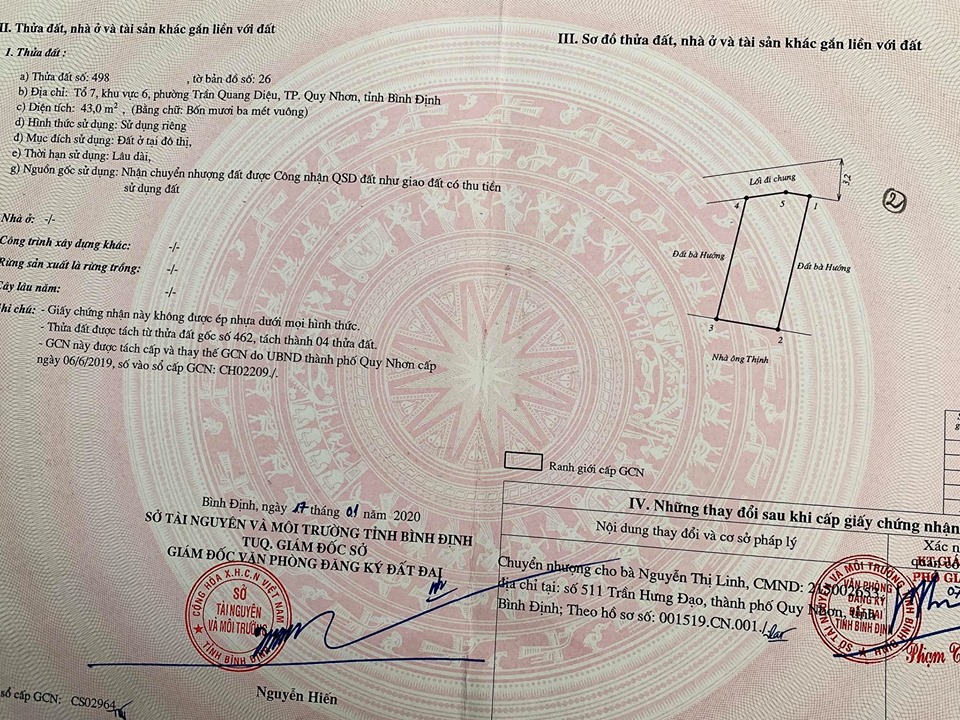 II. Thửa đất, nhà ở và tài sản khác gắn liền với đất
1. Thửa đất :
a) Thửa đất số: 498 , tờ bản đồ số: 26
b) Địa chỉ: Tổ 7, khu vực 6, phường Trần Quang Diệu, TP. Quy Nhơn, tỉnh Bình Định
c) Diện tích: 43,0 m² , (Bằng chữ: Bốn mươi ba mét vuông)
d) Hình thức sử dụng: Sử dụng riêng
đ) Mục đích sử dụng: Đất ở tại đô thị,
e) Thời hạn sử dụng: Lâu dài,
g) Nguồn gốc sử dụng: Nhận chuyển nhượng đất được Công nhận QSD đất như giao đất có thu tiền
sử dụng đất
Nhà ở: -/-
Công trình xây dựng khác: -/-
Rừng sản xuất là rừng trồng: -/-
Cây lâu năm: -/-
hi chú: - Giấy chứng nhận này không được ép nhựa dưới mọi hình thức.
- Thửa đất được tách từ thửa đất gốc số 462, tách thành 04 thửa đất.
- GCN này được tách cấp và thay thế GCN do UBND thành phố Quy Nhơn cấp
ngày 06/6/2019, số vào sổ cấp GCN: CH02209./.
Bình Định, ngày 17 tháng 01 năm 2020
SỞ TÀI NGUYÊN VÀ MÔI TRƯỜNG TỈNH BÌNH ĐỊNH
TUQ. GIÁM ĐỐC SỞ
GIÁM ĐỐC VĂN PHÒNG ĐĂNG KÝ ĐẤT ĐAI
CỘNG HÒA X.H.C.N VIỆT NAM
SỞ
TÀI NGUYÊN
VÀ MÔI TRƯỜNG
TỈNH BÌNH ĐỊNH
Nguyễn Hiến
sổ cấp GCN: CS02964
III. Sơ đồ thửa đất, nhà ở và tài sản khác gắn liền với đất
Lối đi chung
3,2
2
4
5
1
Đất bà Hướng
Đất bà Hướng
3
2
Nhà ông Thịnh
Ranh giới cấp GCN
IV. Những thay đổi sau khi cấp giấy chứng nhận
Nội dung thay đổi và cơ sở pháp lý
Xác n
quan có
Chuyển nhượng cho bà Nguyễn Thị Linh, CMND:
địa chỉ tại: số 511 Trần Hưng Đạo, thành phố Quy Nhơn, tỉnh
Bình Định; Theo hồ sơ số: 001519.CN.001./
KT.GIÁ
PHÓ GI
VĂN PHÒNG
ĐĂNG KÝ
ĐẤT ĐAI
TỈNH BÌNH ĐỊNH
07
Phạm